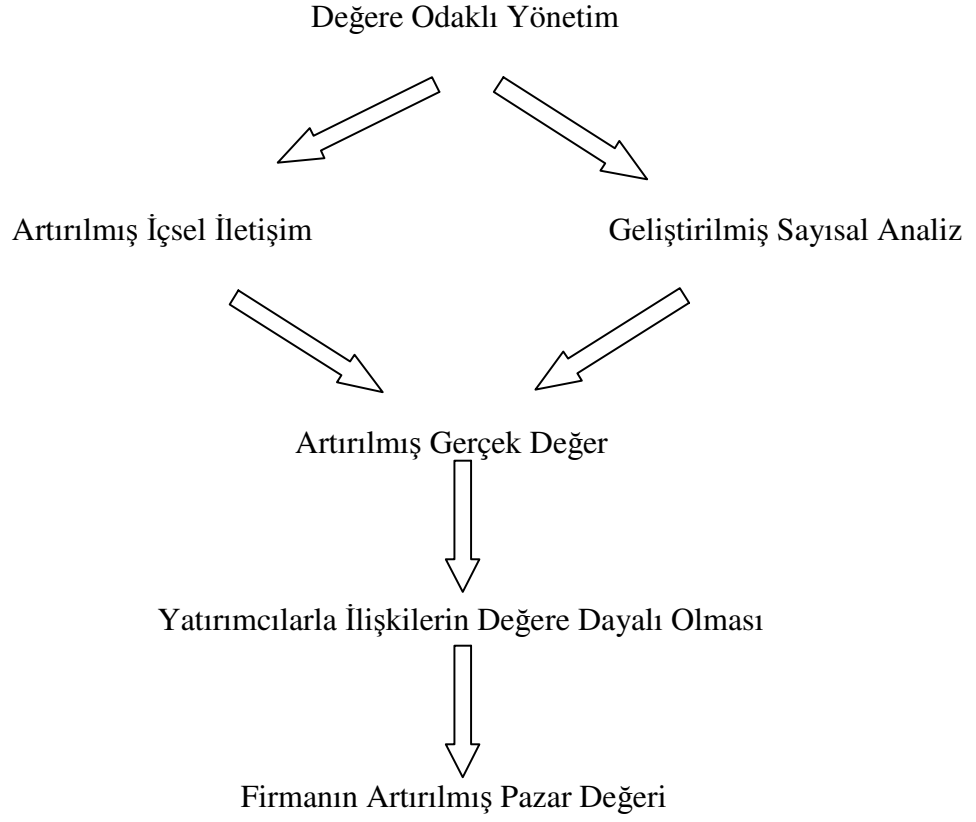 Değere Odaklı Yönetim
Artırılmış İçsel İletişim
Geliştirilmiş Sayısal Analiz
Artırılmış Gerçek Değer
Yatırımcılarla İlişkilerin Değere Dayalı Olması
Firmanın Artırılmış Pazar Değeri